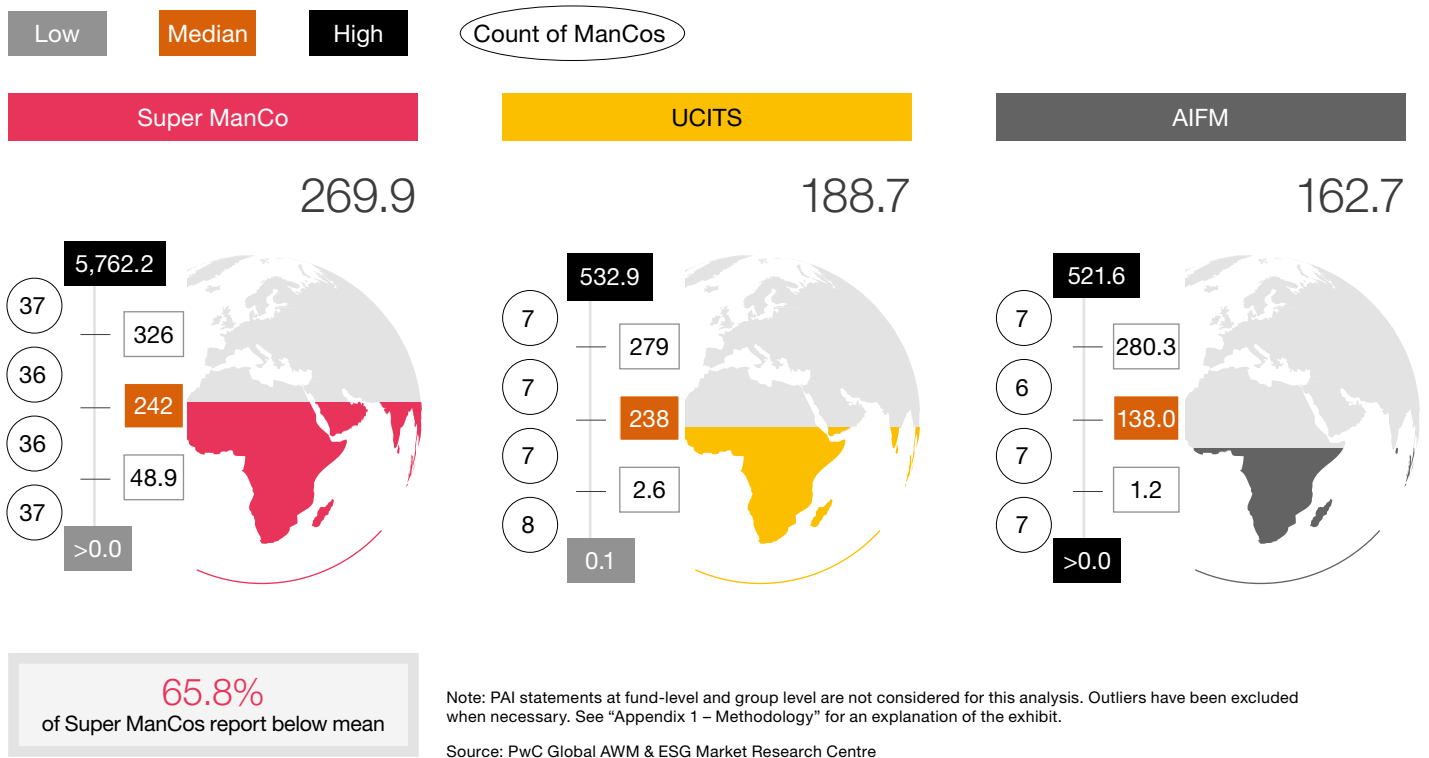 Low
Median
High
Count of ManCos
Super ManCo
269.9
5,762.2
37
326
36
242
36
48.9
37
>0.0
UCITS
188.7
532.9
7
279
7
238
7
2.6
8
0.1
AIFM
162.7
521.6
7
280.3
6
138.0
7
1.2
7
>0.0
65.8%
of Super ManCos report below mean
Note: PAI statements at fund-level and group level are not considered for this analysis. Outliers have been excluded
when necessary. See “Appendix 1 – Methodology” for an explanation of the exhibit.
Source: PwC Global AWM & ESG Market Research Centre